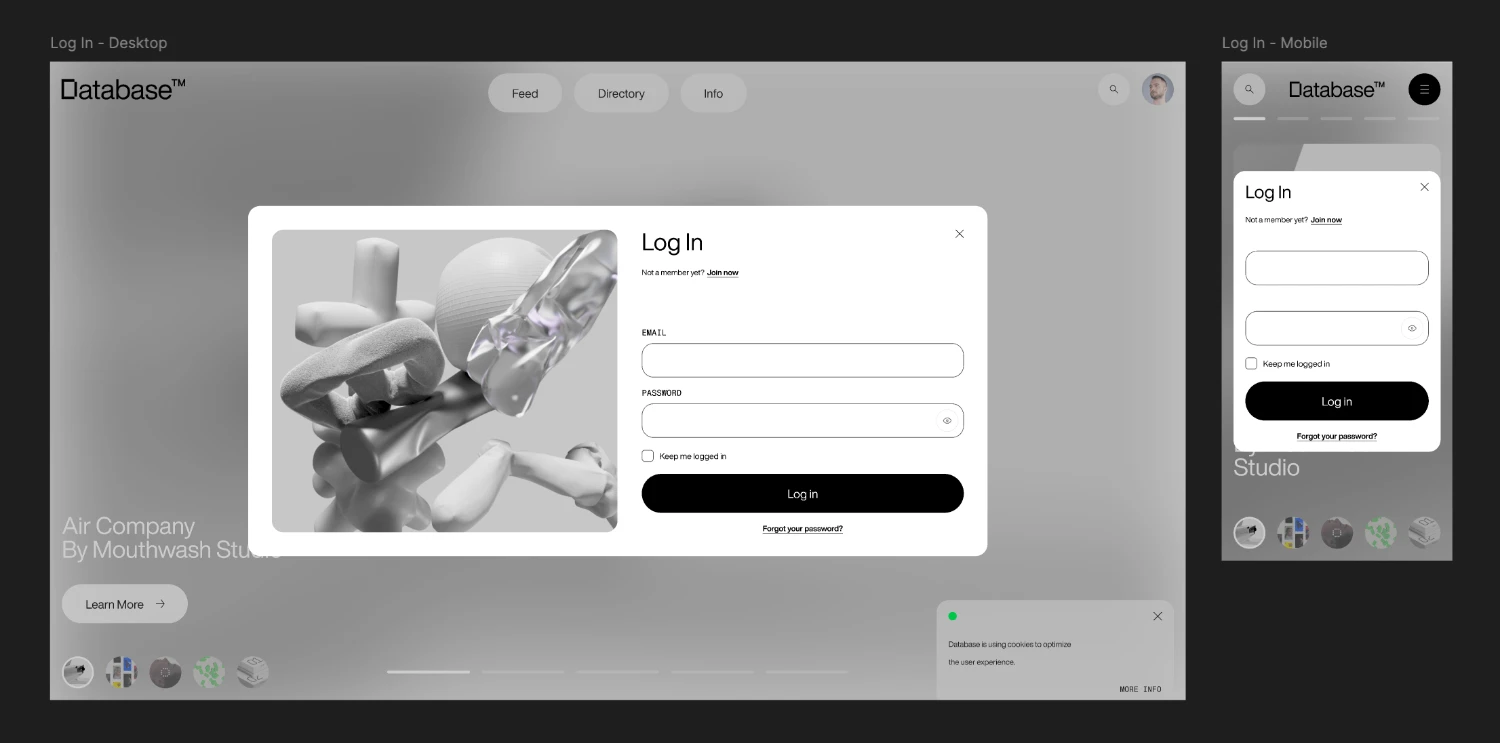 Log In - Desktop
Database™
Feed
Directory
Info
Log In
Not a member yet? Join now
EMAIL
PASSWORD
Keep me logged in
Log in
Forgot your password?
Air Company
By Mouthwash Studio
Learn More
Database is using cookies to optimize
the user experience.
MORE INFO
Log In - Mobile
Database™
Log In
Not a member yet? Join now
Keep me logged in
Log in
Forgot your password?
Studio